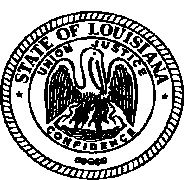 STATE OF LOUISIANA
UNION JUSTICE
CONFIDENCE